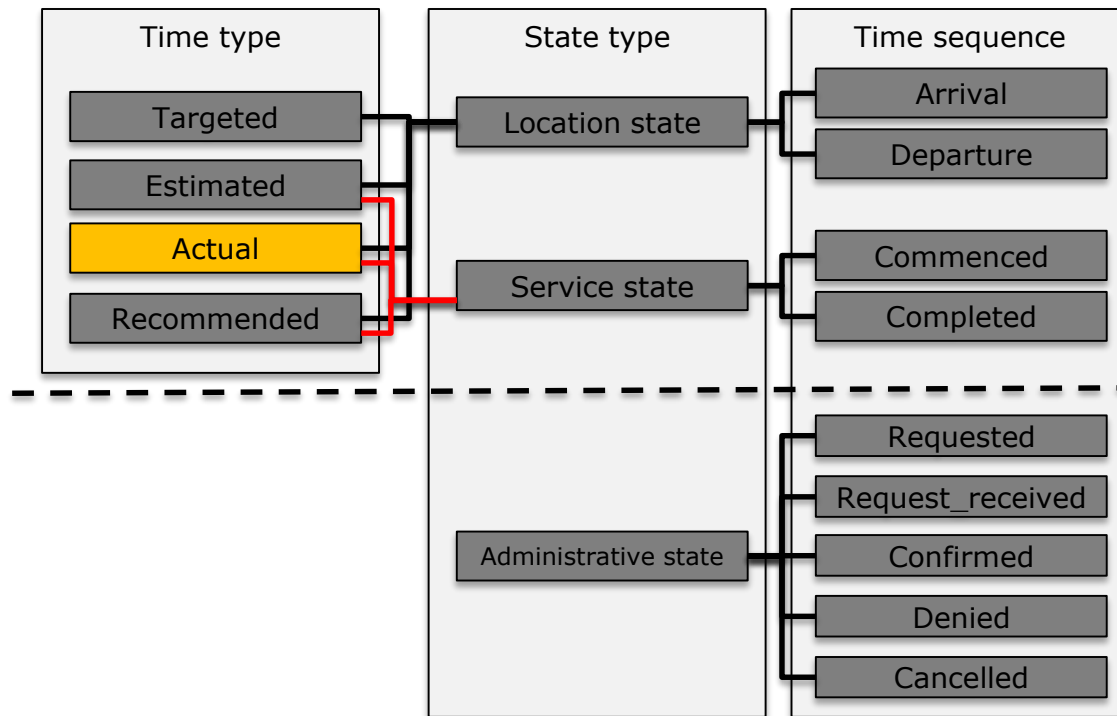 Time type
State type
Time sequence
Targeted
Estimated
Actual
Recommended
Location state
Service state
Administrative state
Arrival
Departure
Commenced
Completed
Requested
Request_received
Confirmed
Denied
Cancelled